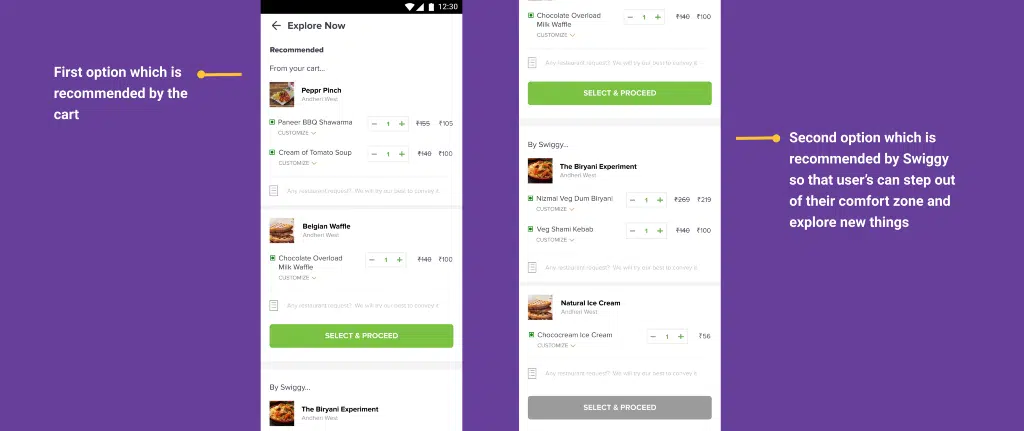 First option which is
recommended by the
cart
12:30
Explore Now
Recommended
From your cart...
Peppr Pinch
Andheri West
Paneer BBQ Shawarma
1
₹155
₹105
CUSTOMIZE
Cream of Tomato Soup
1
₹140
₹100
CUSTOMIZE
Any restaurant request? We will try our best to convey it
Belgian Waffle
Andheri West
Chocolate Overload
Milk Waffle
1
₹140
₹100
CUSTOMIZE
Any restaurant request? We will try our best to convey it
SELECT & PROCEED
By Swiggy...
The Biryani Experiment
Andheri West
Chocolate Overload
Milk Waffle
1
₹140
₹100
CUSTOMIZE
Any restaurant request? We will try our best to convey it
SELECT & PROCEED
By Swiggy...
The Biryani Experiment
Andheri West
Nizmai Veg Dum Biryani
1
₹269
₹219
CUSTOMIZE
Veg Shami Kebab
1
₹140
₹100
CUSTOMIZE
Any restaurant request? We will try our best to convey it
Natural Ice Cream
Andheri West
Chococream Ice Cream
1
₹56
CUSTOMIZE
Any restaurant request? We will try our best to convey it
SELECT & PROCEED
Second option which is
recommended by Swiggy
so that user's can step out
of their comfort zone and
explore new things